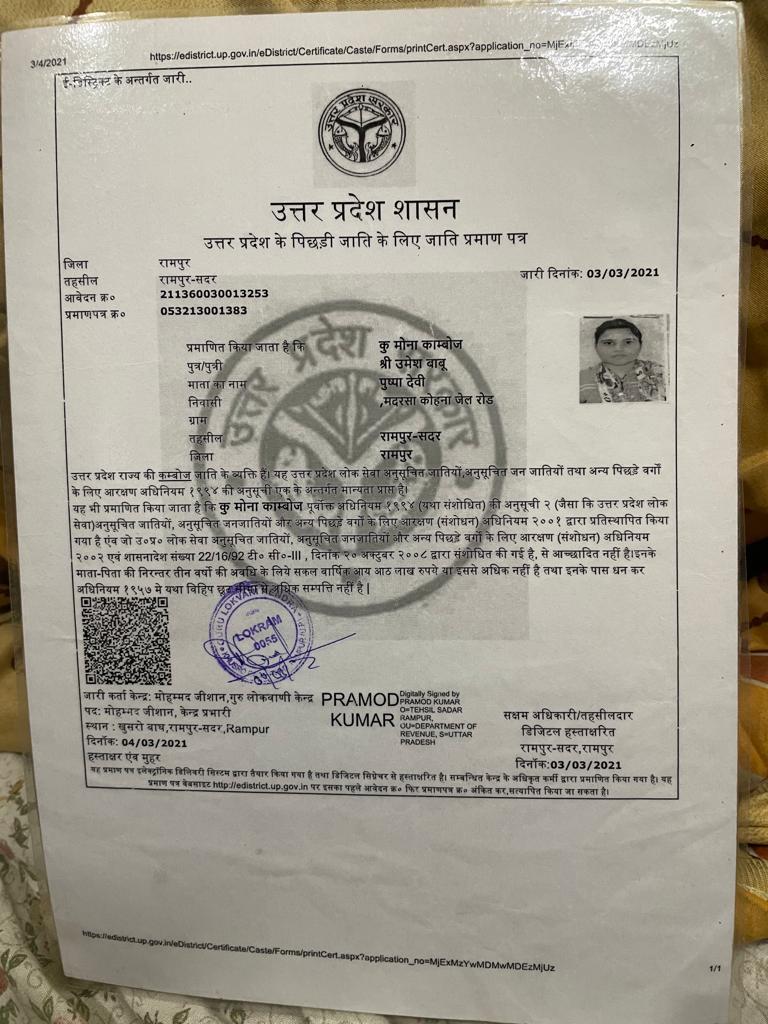 3/4/2021
https://edistrict.up.gov.in/eDistrict/Certificate/Caste/Forms/printCert.aspx?application_no=
ई-डिस्ट्रिक्ट के अन्तर्गत जारी..
उत्तर प्रदेश सरकार
उत्तर प्रदेश शासन
उत्तर प्रदेश के पिछड़ी जाति के लिए जाति प्रमाण पत्र
जिला रामपुर
तहसील रामपुर-सदर
जारी दिनांक: 03/03/2021
आवेदन क्र० 211360030013253
प्रमाणपत्र क्र० 053213001383
प्रमाणित किया जाता है कि कु मोना काम्बोज
पुत्र/पुत्री श्री उमेश बाबू
माता का नाम पुष्पा देवी
निवासी ,मदरसा कोहना जेल रोड
ग्राम
तहसील रामपुर-सदर
जिला रामपुर
उत्तर प्रदेश राज्य की कम्बोज जाति के व्यक्ति हैं। यह उत्तर प्रदेश लोक सेवा अनुसूचित जातियों,अनुसूचित जन जातियों तथा अन्य पिछड़े वर्गों
के लिए आरक्षण अधिनियम १९९४ की अनुसूची एक के अन्तर्गत मान्यता प्राप्त है।
यह भी प्रमाणित किया जाता है कि कु मोना काम्बोज पूर्वोक्त अधिनियम १९९४ (यथा संशोधित) की अनुसूची २ (जैसा कि उत्तर प्रदेश लोक
सेवा)अनुसूचित जातियों, अनुसूचित जनजातियों और अन्य पिछड़े वर्गों के लिए आरक्षण (संशोधन) अधिनियम २००१ द्वारा प्रतिस्थापित किया
गया है एंव जो उ०प्र० लोक सेवा अनुसूचित जातियों, अनुसूचित जनजातियों और अन्य पिछड़े वर्गों के लिए आरक्षण (संशोधन) अधिनियम
२००२ एवं शासनादेश संख्या 22/16/92 टी० सी०-III , दिनांक २० अक्टुबर २००८ द्वारा संशोधित की गई है, से आच्छादित नहीं है।इनके
माता-पिता की निरन्तर तीन वर्षो की अवधि के लिये सकल वार्षिक आय आठ लाख रुपये या इससे अधिक नहीं है तथा इनके पास धन कर
अधिनियम १९५७ मे यथा विहिप छूट सीमा से अधिक सम्पत्ति नहीं है |
LOKRAM
0055
जारी कर्ता केन्द्र: मोहम्मद जीशान,गुरु लोकवाणी केन्द्र
पद: मोहम्मद जीशान, केन्द्र प्रभारी
स्थान : खुसरो बाघ,रामपुर-सदर,Rampur
दिनाँक: 04/03/2021
हस्ताक्षर एंव मुहर
PRAMOD
KUMAR
Digitally Signed by
PRAMOD KUMAR
O=TEHSIL SADAR
RAMPUR,
OU=DEPARTMENT OF
REVENUE, S=UTTAR
PRADESH
सक्षम अधिकारी/तहसीलदार
डिजिटल हस्ताक्षरित
रामपुर-सदर,रामपुर
दिनाँक:03/03/2021
यह प्रमाण पत्र इलेक्ट्रॉनिक डिलिवरी सिस्टम द्वारा तैयार किया गया है तथा डिजिटल सिग्नेचर से हस्ताक्षरित है। सम्बन्धित केन्द्र के अधिकृत कर्मी द्वारा प्रमाणित किया गया है। यह
प्रमाण पत्र वेबसाइट http://edistrict.up.gov.in पर इसका पहले आवेदन क्र० फिर प्रमाणपत्र क्र० अंकित कर,सत्यापित किया जा सकता है।
https://edistrict.up.gov.in/eDistrict/Certificate/Caste/Forms/printCert.aspx?application_no=MjExMzYwMDMwMDEzMjUz
1/1